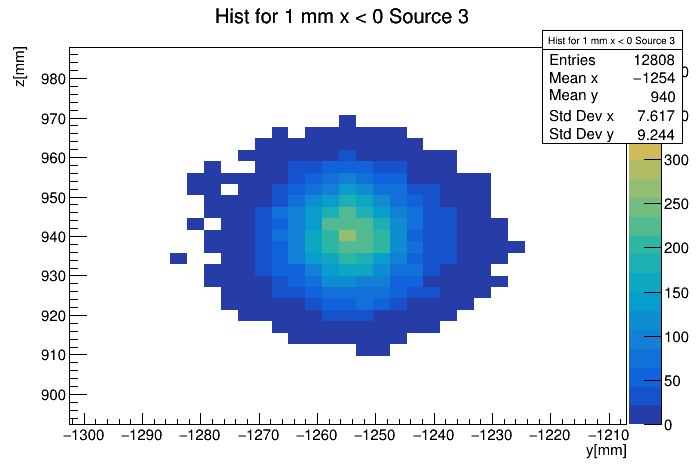 Hist for 1 mm x < 0 Source 3
z[mm]
Hist for 1 mm x < 0 Source 3
Entries 12808
Mean x −1254
Mean y 940
Std Dev x 7.617
Std Dev y 9.244
980
970
960
950
940
930
920
910
900
250
200
150
100
50
0
−1300 −1290 −1280 −1270 −1260 −1250 −1240 −1230 −1220 −1210
y[mm]